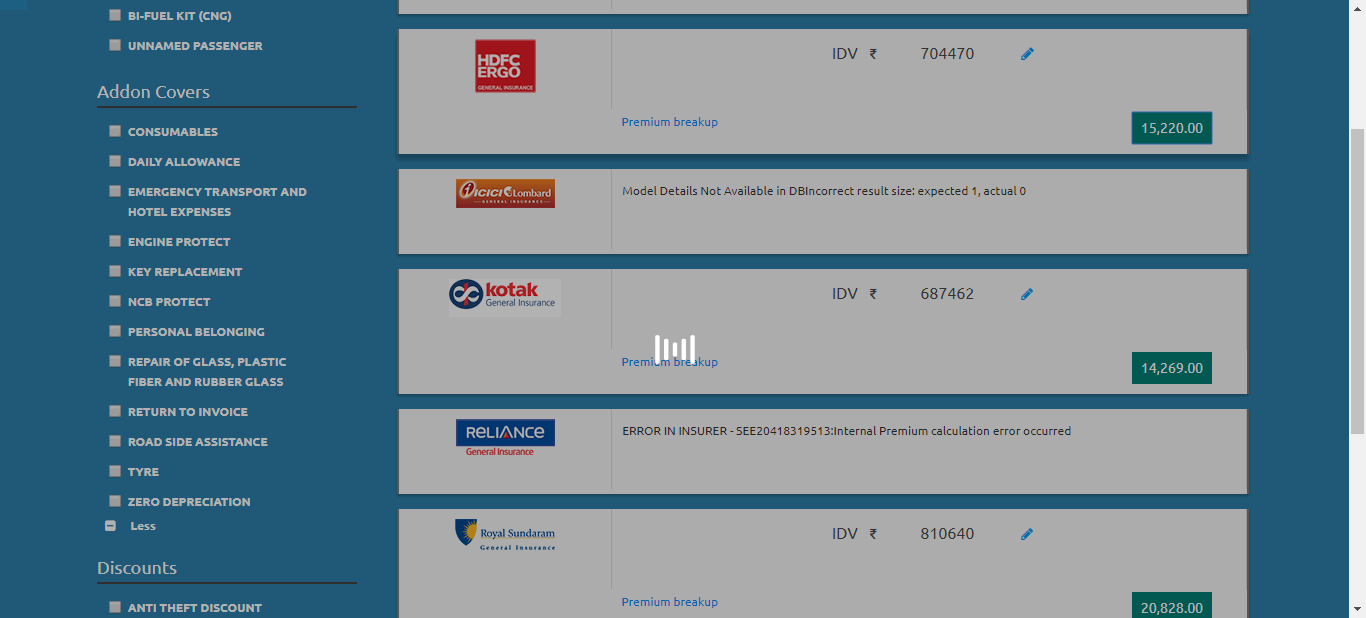 BI-FUEL KIT (CNG)
UNNAMED PASSENGER
Addon Covers
CONSUMABLES
DAILY ALLOWANCE
EMERGENCY TRANSPORT AND
HOTEL EXPENSES
ENGINE PROTECT
KEY REPLACEMENT
NCB PROTECT
PERSONAL BELONGING
REPAIR OF GLASS, PLASTIC
FIBER AND RUBBER GLASS
RETURN TO INVOICE
ROAD SIDE ASSISTANCE
TYRE
ZERO DEPRECIATION
Less
Discounts
ANTI THEFT DISCOUNT
HDFC
ERGO
GENERAL INSURANCE
IDV ₹ 704470
Premium breakup
15,220.00
ICICI Lombard
GENERAL INSURANCE
Model Details Not Available in DBIncorrect result size: expected 1, actual 0
kotak
General Insurance
IDV ₹ 687462
Premium breakup
14,269.00
RELIANCE
General Insurance
ERROR IN INSURER - SEE20418319513:Internal Premium calculation error occurred
Royal Sundaram
General Insurance
IDV ₹ 810640
Premium breakup
20,828.00